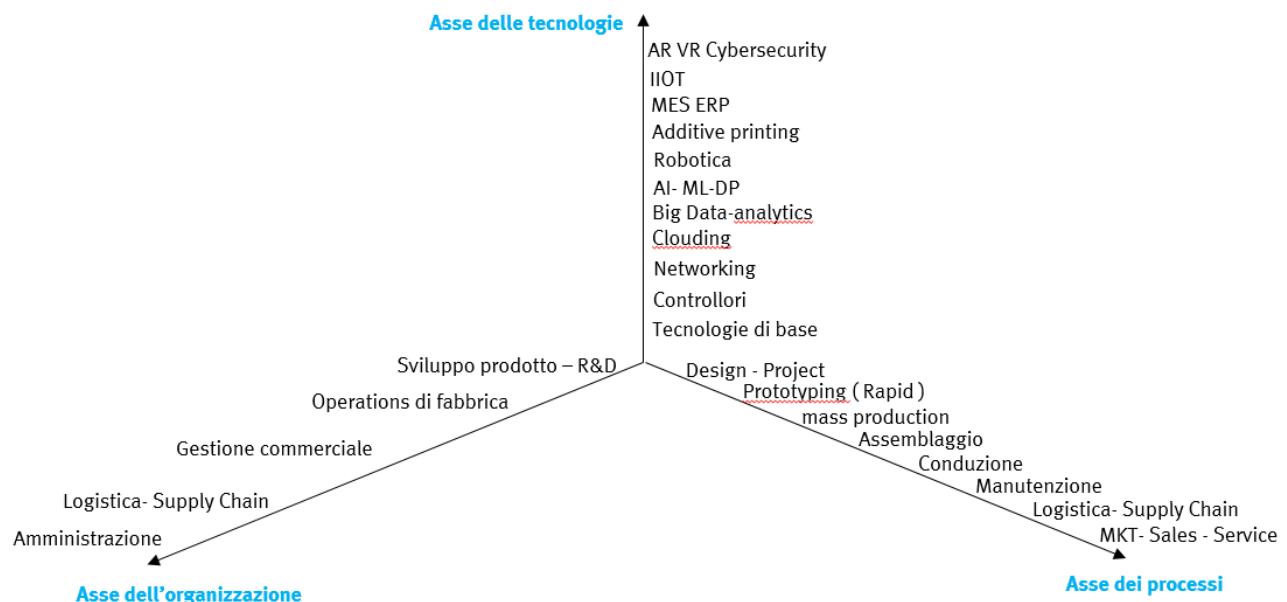 Asse delle tecnologie
AR VR Cybersecurity
IIOT
MES ERP
Additive printing
Robotica
AI- ML-DP
Big Data-analytics
Clouding
Networking
Controllori
Tecnologie di base
Sviluppo prodotto – R&D
Operations di fabbrica
Gestione commerciale
Logistica- Supply Chain
Amministrazione
Asse dell'organizzazione
Design - Project
Prototyping ( Rapid )
mass production
Assemblaggio
Conduzione
Manutenzione
Logistica- Supply Chain
MKT- Sales - Service
Asse dei processi